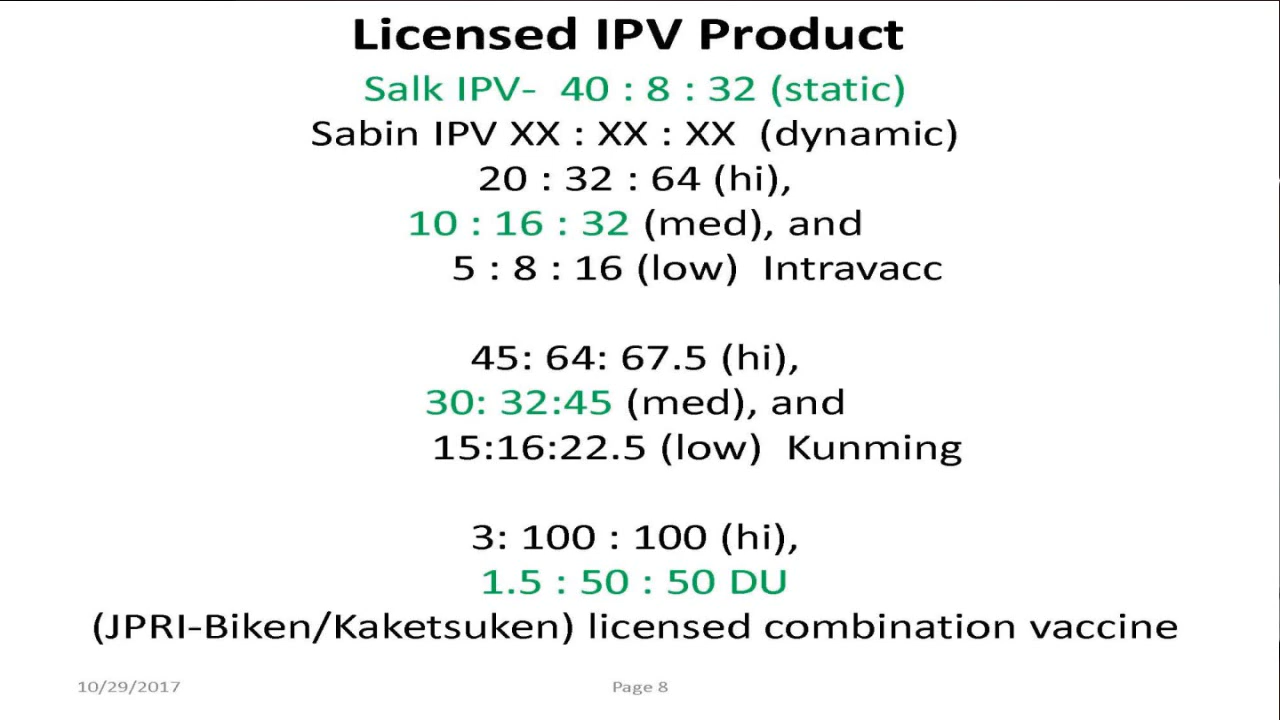 Licensed IPV Product
Salk IPV- 40 : 8 : 32 (static)
Sabin IPV XX : XX : XX (dynamic)
20 : 32 : 64 (hi),
10 : 16 : 32 (med), and
5 : 8 : 16 (low) Intravacc
45: 64: 67.5 (hi),
30: 32:45 (med), and
15:16:22.5 (low) Kunming
3: 100 : 100 (hi),
1.5 : 50 : 50 DU
(JPRI-Biken/Kaketsuken) licensed combination vaccine
10/29/2017
Page 8